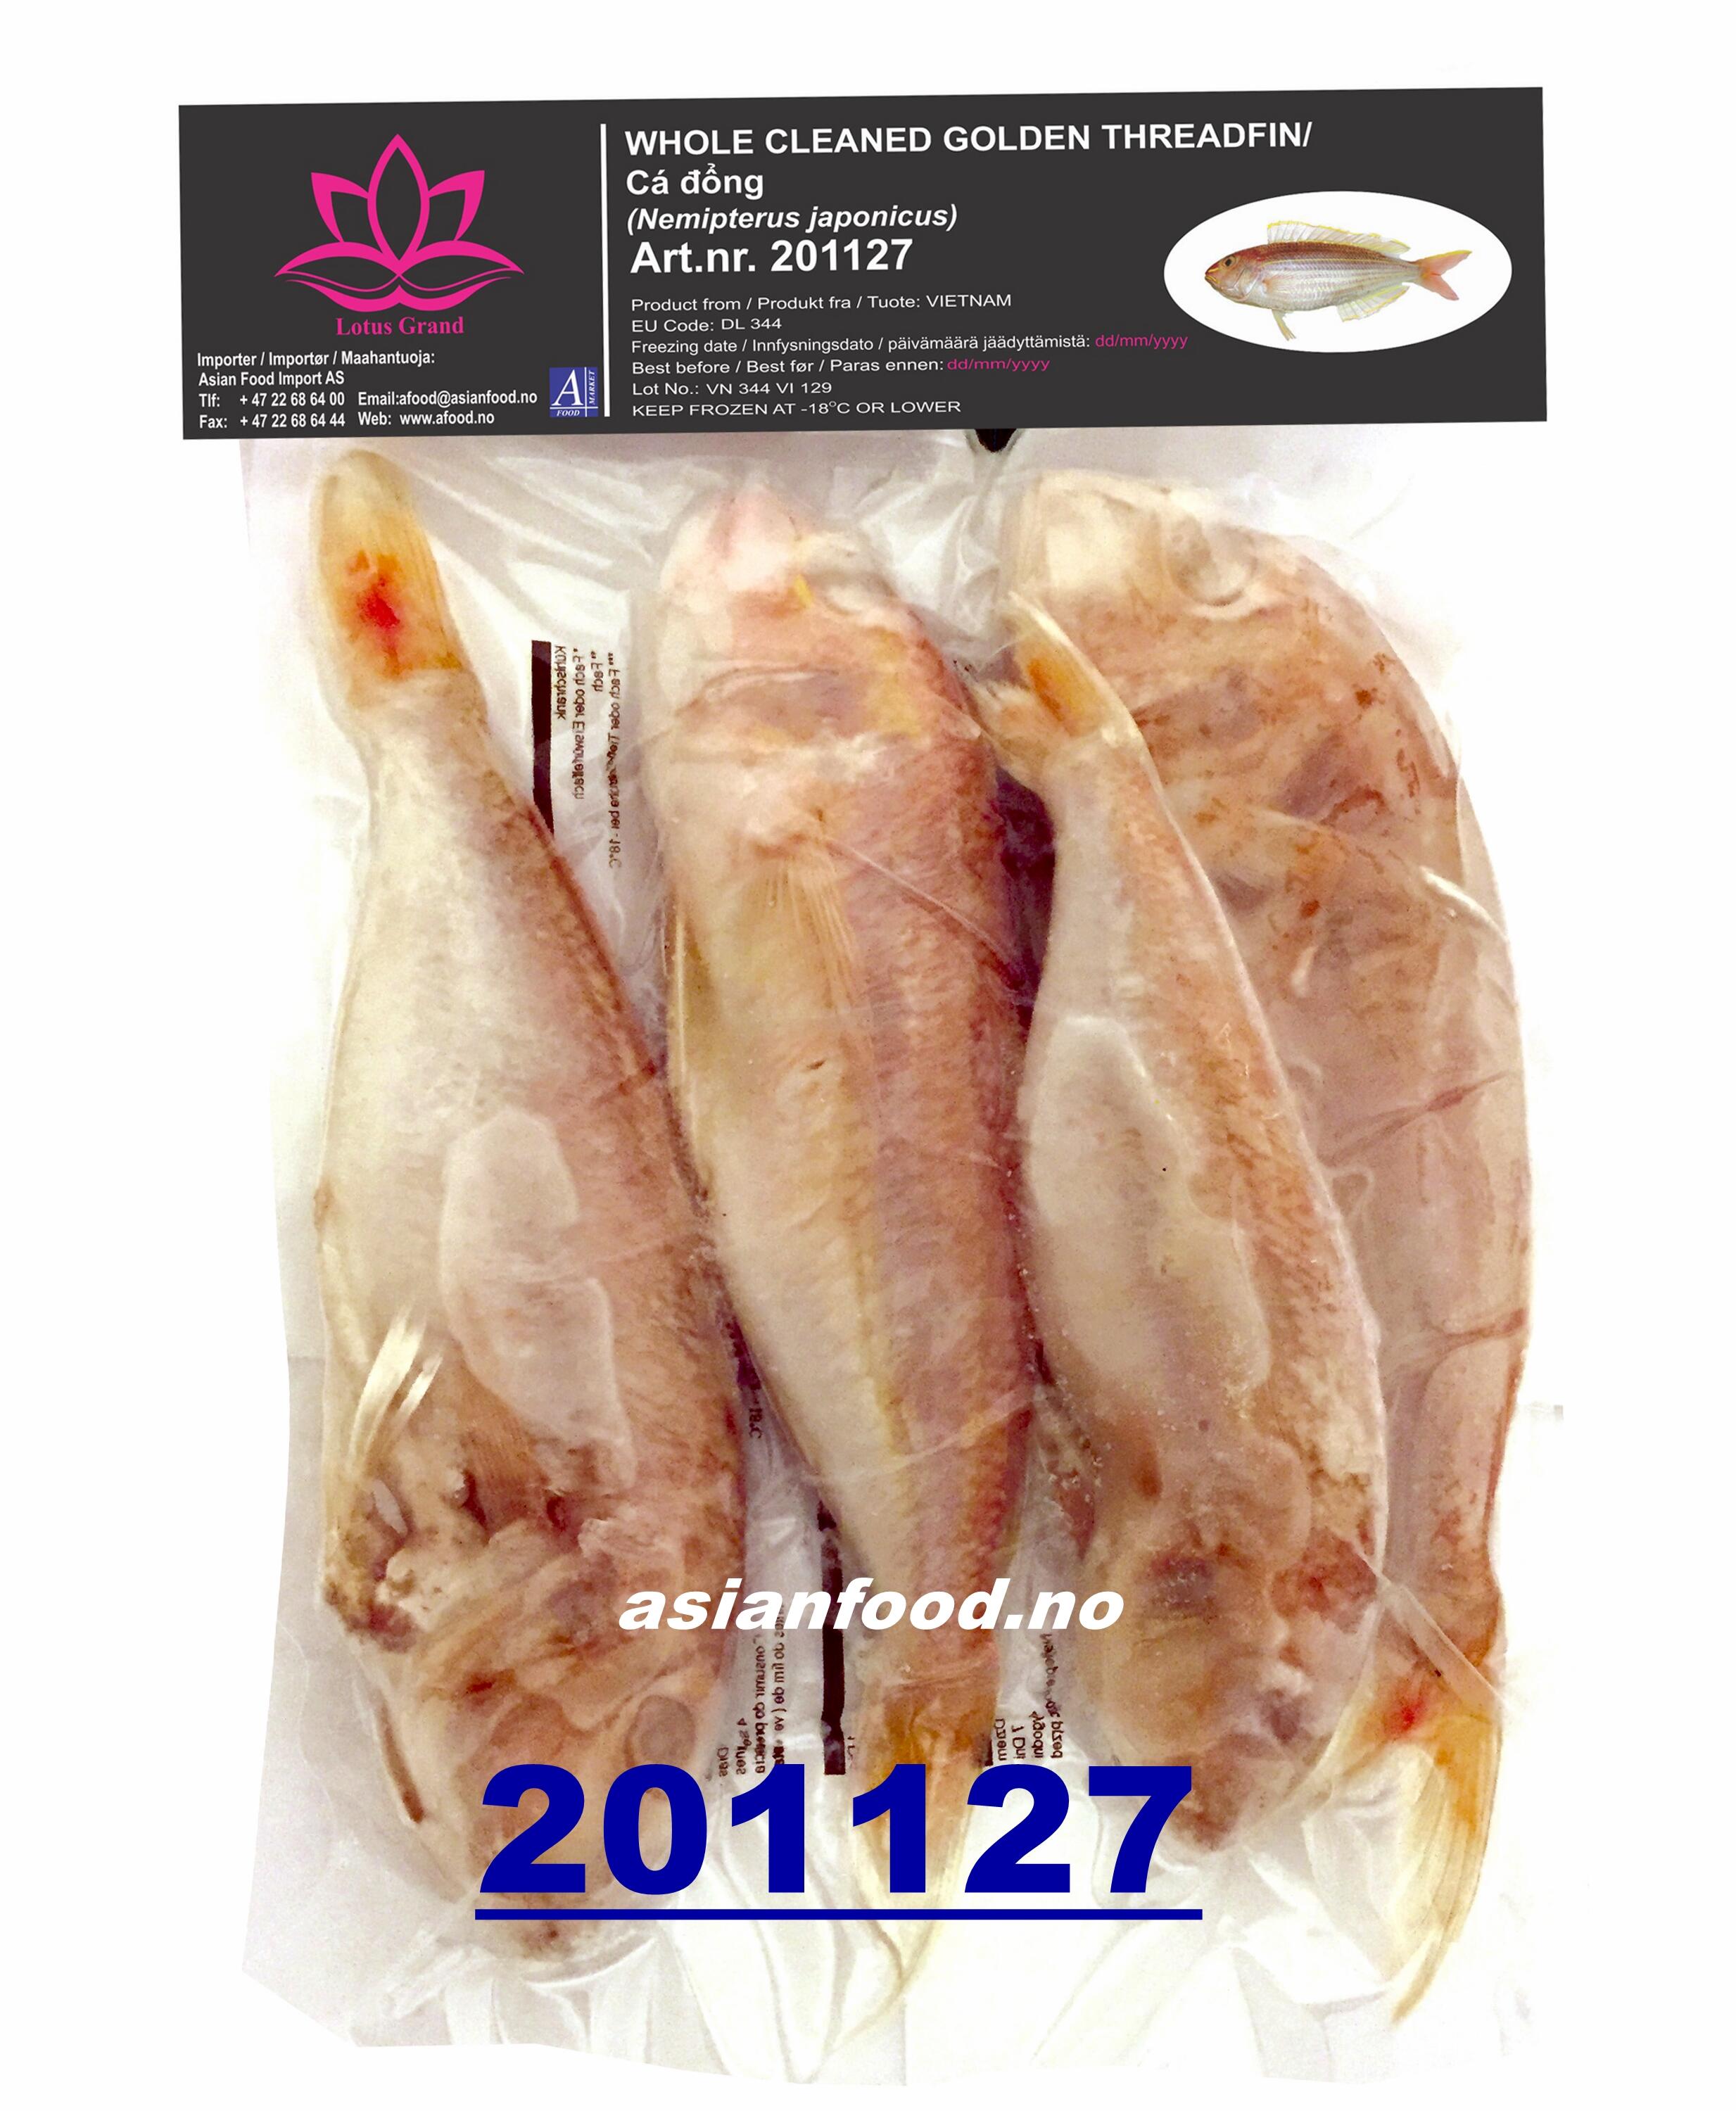 WHOLE CLEANED GOLDEN THREADFIN/
Cá đổng
(Nemipterus japonicus)
Art.nr. 201127
Product from / Produkt fra / Tuote: VIETNAM
EU Code: DL 344
Freezing date / Innfysningsdato / päivämäärä jäädyttämistä: dd/mm/yyyy
Best before / Best før / Paras ennen: dd/mm/yyyy
Lot No.: VN 344 VI 129
KEEP FROZEN AT -18°C OR LOWER
Lotus Grand
Importer / Importør / Maahantuoja:
Asian Food Import AS
Tlf: + 47 22 68 64 00 Email:afood@asianfood.no
Fax: + 47 22 68 64 44 Web: www.afood.no
A
FOOD
MARKET
asianfood.no
201127